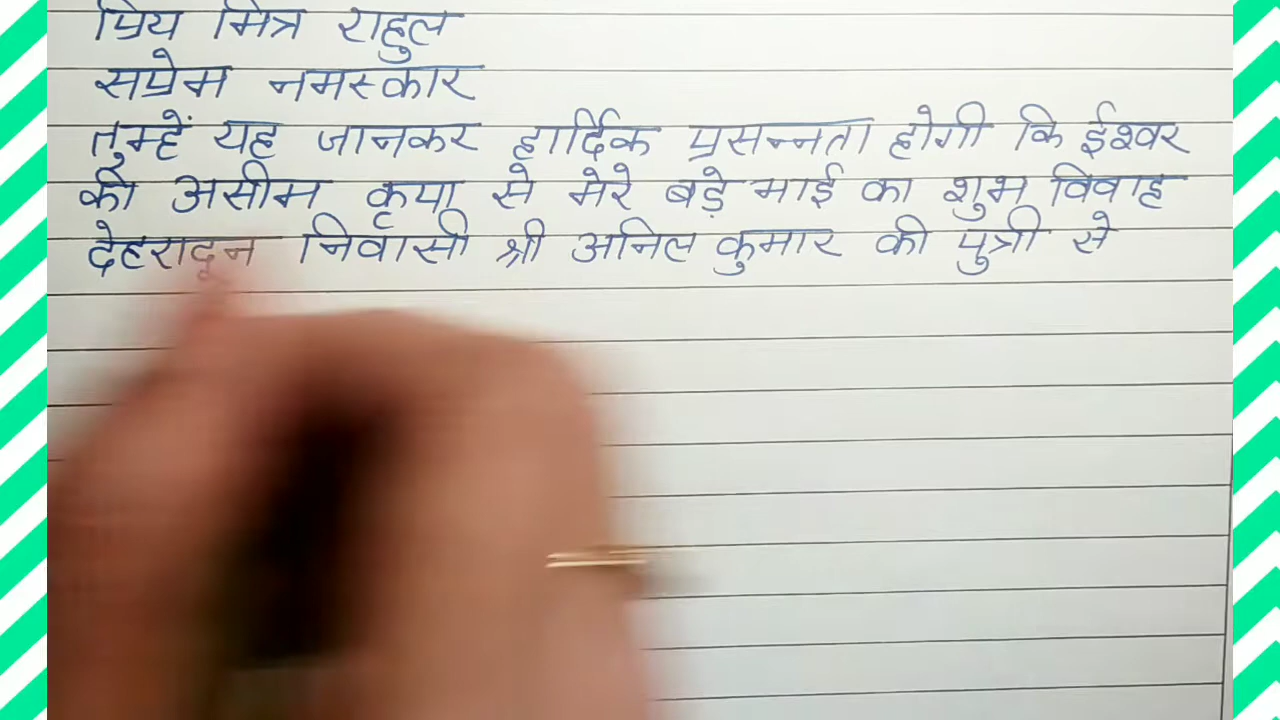 प्रिय मित्र राहुल
सप्रेम नमस्कार
तुम्हें यह जानकर हार्दिक प्रसन्नता होगी कि ईश्वर
की असीम कृपा से मेरे बड़े भाई का शुभ विवाह
देहरादून निवासी श्री अनिल कुमार की पुत्री से